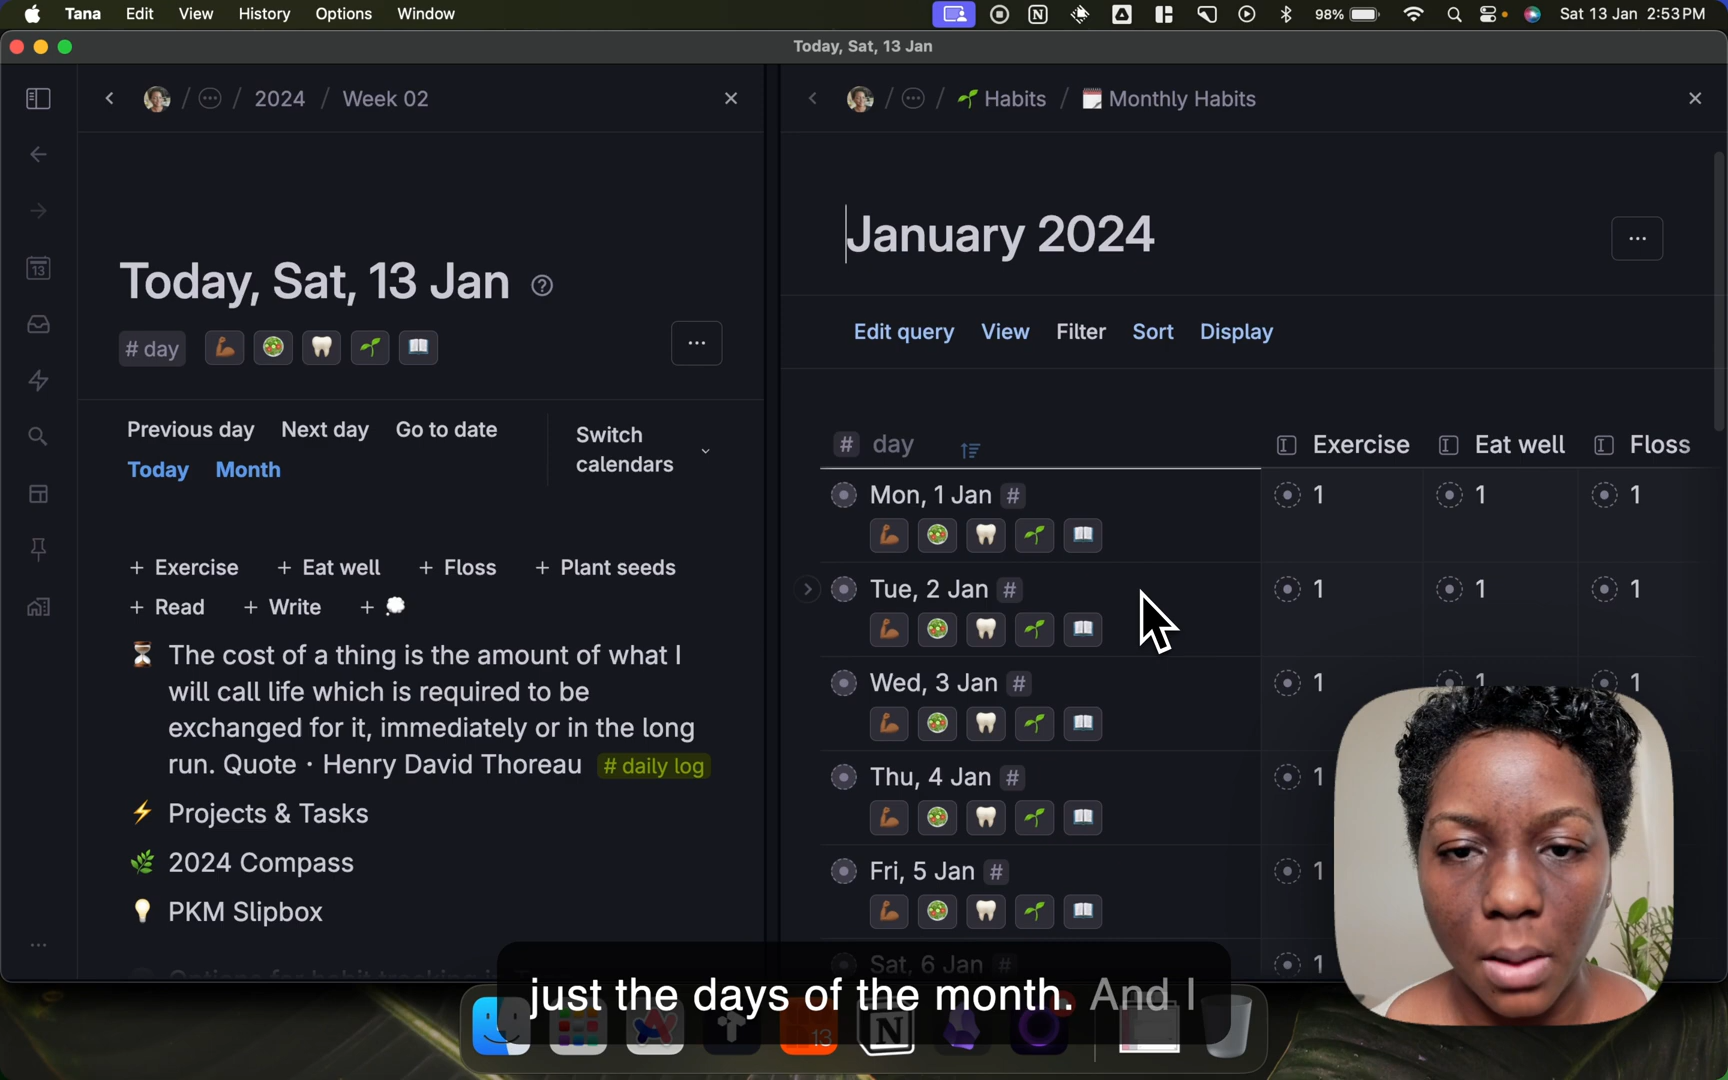 Tana Edit View History Options Window 98% Sat 13 Jan 2:53 PM
Today, Sat, 13 Jan
/ / 2024 / Week 02
/ / Habits / Monthly Habits
Today, Sat, 13 Jan
# day
Previous day Next day Go to date
Today Month
Switch
calendars
+ Exercise + Eat well + Floss + Plant seeds
+ Read + Write +
The cost of a thing is the amount of what I
will call life which is required to be
exchanged for it, immediately or in the long
run. Quote • Henry David Thoreau # daily log
Projects & Tasks
2024 Compass
PKM Slipbox
January 2024
Edit query View Filter Sort Display
# day Exercise Eat well Floss
Mon, 1 Jan # 1 1 1
Tue, 2 Jan # 1 1 1
Wed, 3 Jan # 1 1 1
Thu, 4 Jan # 1
Fri, 5 Jan # 1
Sat, 6 Jan # 1
just the days of the month. And I
13